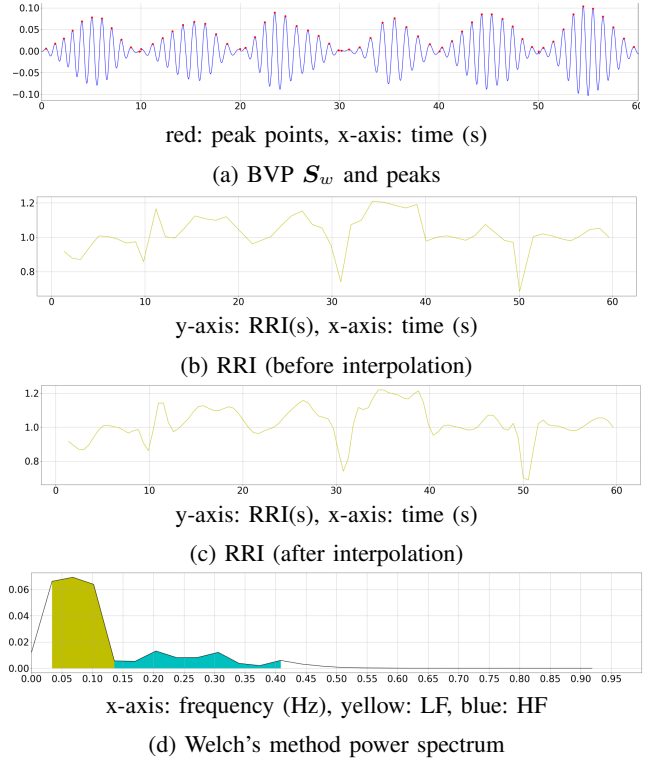 0.10
0.05
0.00
−0.05
−0.10
0 10 20 30 40 50 60
red: peak points, x-axis: time (s)
(a) BVP S_w and peaks
1.2
1.0
0.8
0 10 20 30 40 50 60
y-axis: RRI(s), x-axis: time (s)
(b) RRI (before interpolation)
1.2
1.0
0.8
0 10 20 30 40 50 60
y-axis: RRI(s), x-axis: time (s)
(c) RRI (after interpolation)
0.06
0.04
0.02
0.00
0.00 0.05 0.10 0.15 0.20 0.25 0.30 0.35 0.40 0.45 0.50 0.55 0.60 0.65 0.70 0.75 0.80 0.85 0.90 0.95
x-axis: frequency (Hz), yellow: LF, blue: HF
(d) Welch's method power spectrum